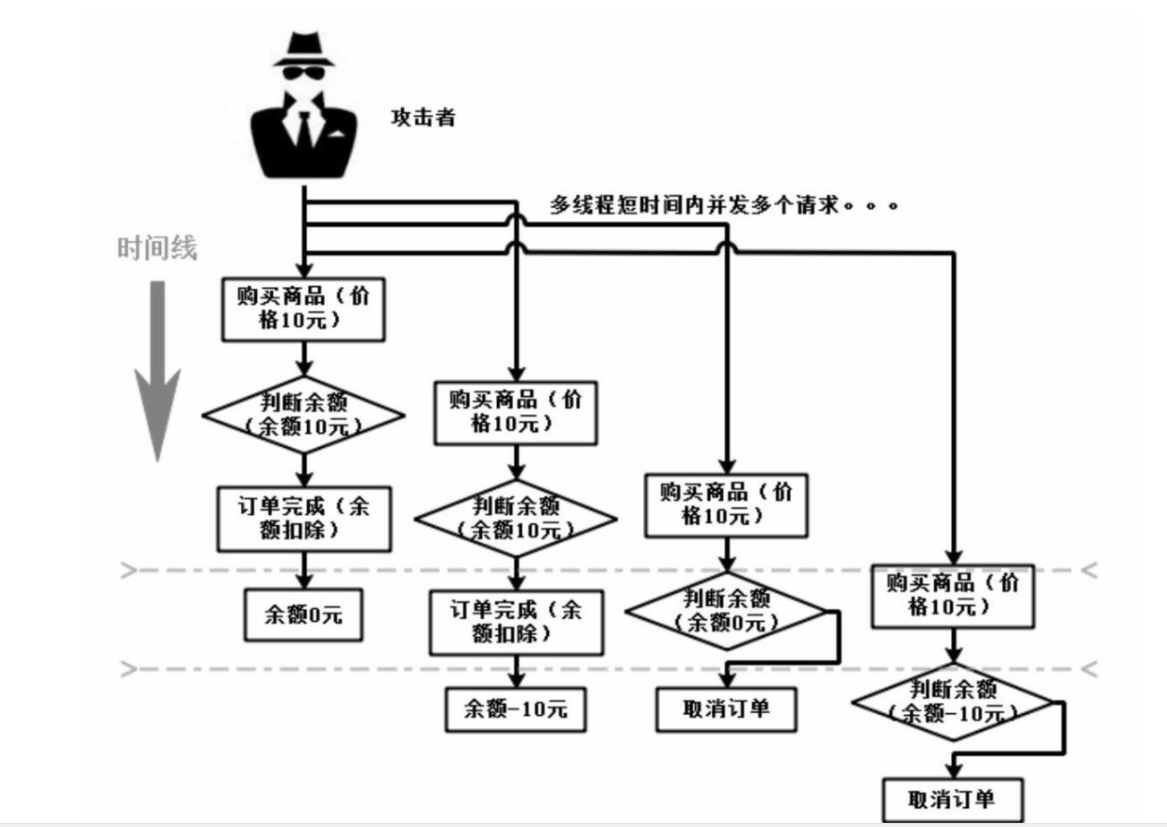 攻击者
多线程短时间内并发多个请求。。。
时间线
购买商品（价
格10元）
判断余额
（余额10元）
订单完成（余
额扣除）
余额0元
购买商品（价
格10元）
判断余额
（余额10元）
订单完成（余
额扣除）
余额-10元
购买商品（价
格10元）
判断余额
（余额0元）
取消订单
购买商品（价
格10元）
判断余额
（余额-10元）
取消订单